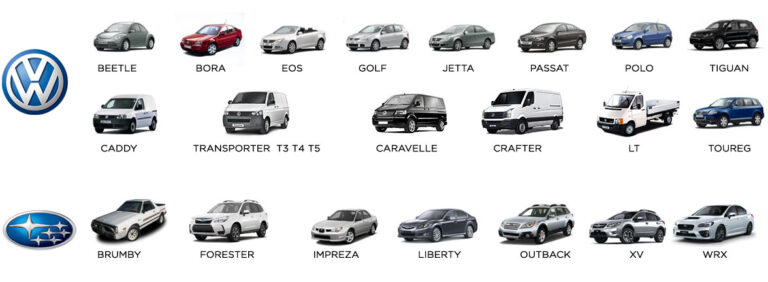 BEETLE BORA EOS GOLF JETTA PASSAT POLO TIGUAN
CADDY TRANSPORTER T3 T4 T5 CARAVELLE CRAFTER LT TOUREG
BRUMBY FORESTER IMPREZA LIBERTY OUTBACK XV WRX